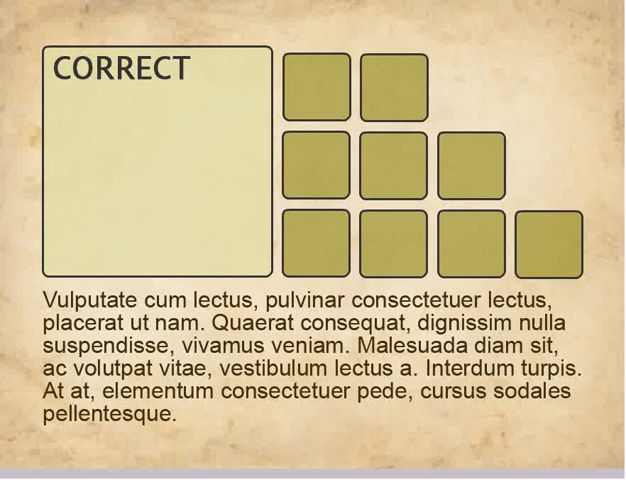 CORRECT
Vulputate cum lectus, pulvinar consectetuer lectus,
placerat ut nam. Quaerat consequat, dignissim nulla
suspendisse, vivamus veniam. Malesuada diam sit,
ac volutpat vitae, vestibulum lectus a. Interdum turpis.
At at, elementum consectetuer pede, cursus sodales
pellentesque.